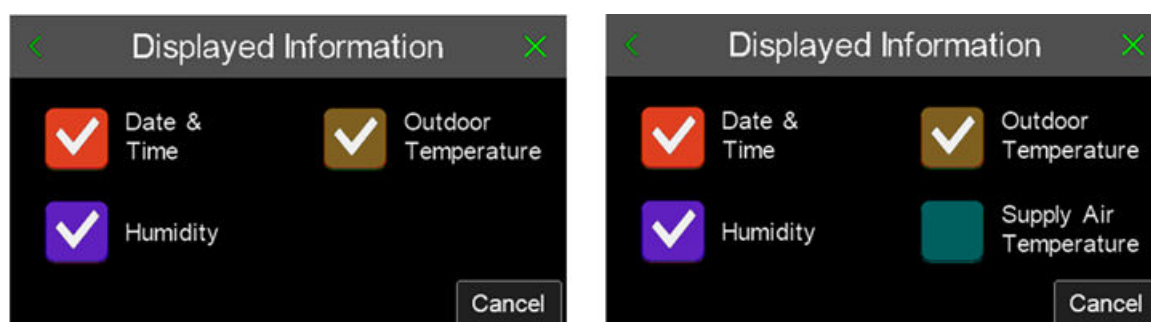 Displayed Information
Date &
Time
Outdoor
Temperature
Humidity
Cancel
Displayed Information
Date &
Time
Outdoor
Temperature
Humidity
Supply Air
Temperature
Cancel